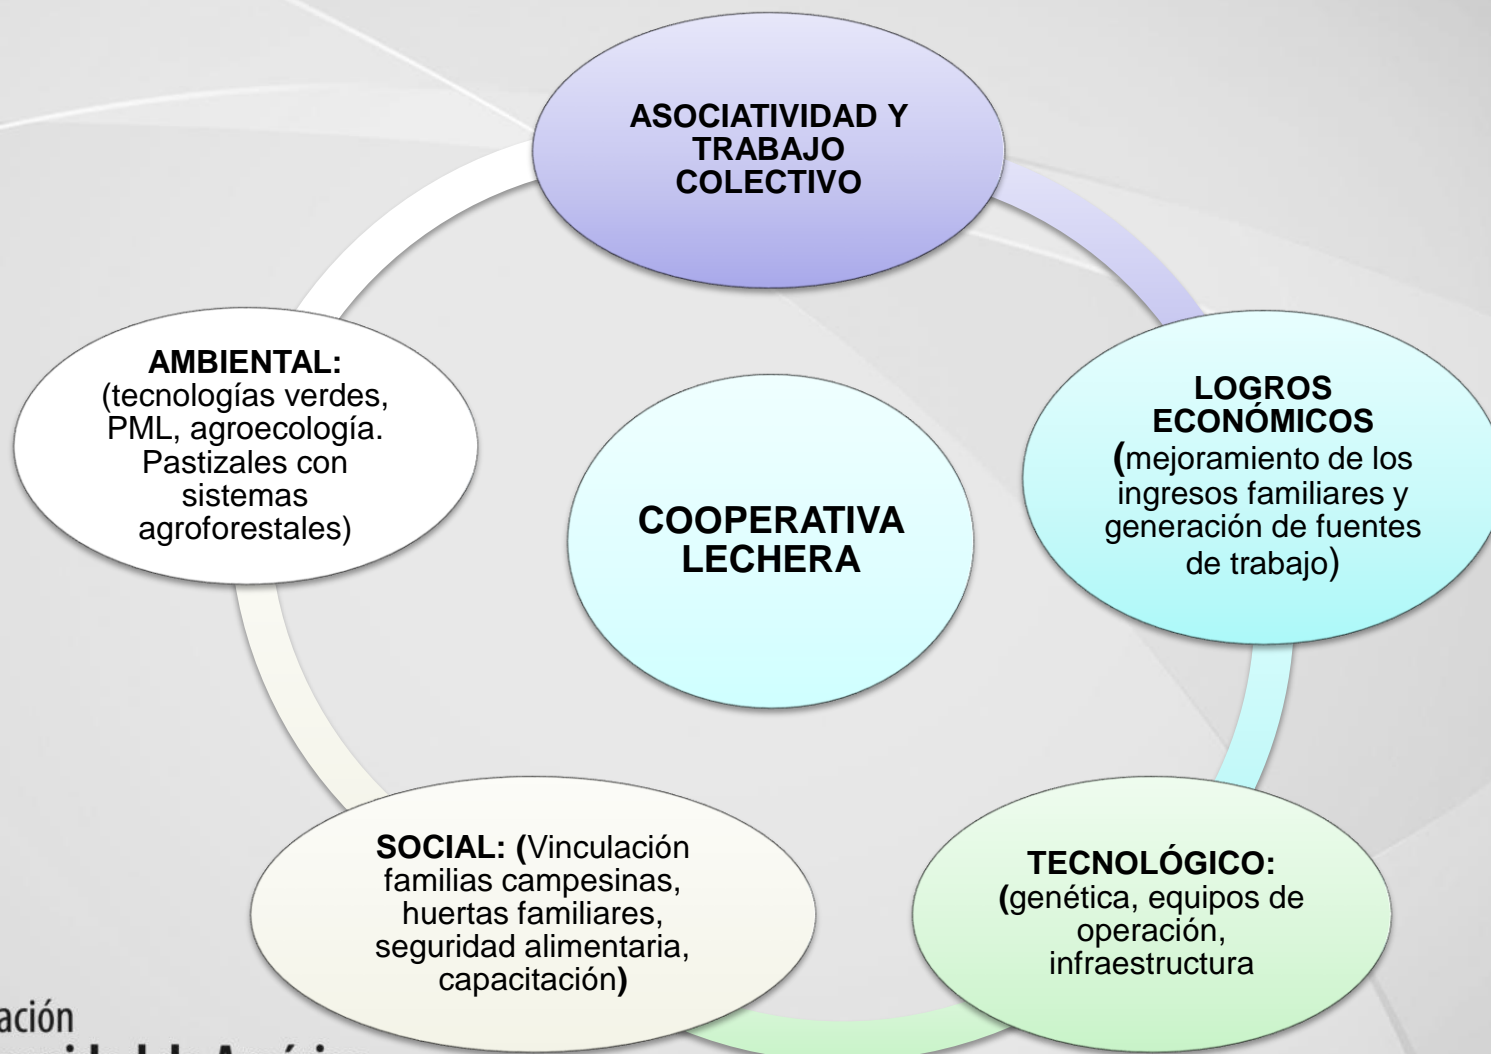 ASOCIATIVIDAD Y
TRABAJO
COLECTIVO
AMBIENTAL:
(tecnologías verdes,
PML, agroecología.
Pastizales con
sistemas
agroforestales)
LOGROS
ECONÓMICOS
(mejoramiento de los
ingresos familiares y
generación de fuentes
de trabajo)
COOPERATIVA
LECHERA
SOCIAL: (Vinculación
familias campesinas,
huertas familiares,
seguridad alimentaria,
capacitación)
TECNOLÓGICO:
(genética, equipos de
operación,
infraestructura
ación